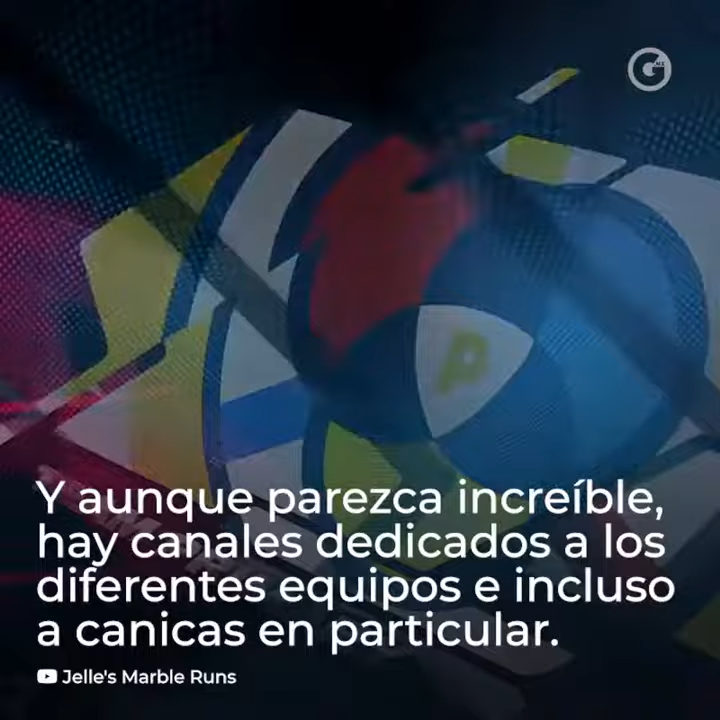 Y aunque parezca increíble,
hay canales dedicados a los
diferentes equipos e incluso
a canicas en particular.
Jelle's Marble Runs